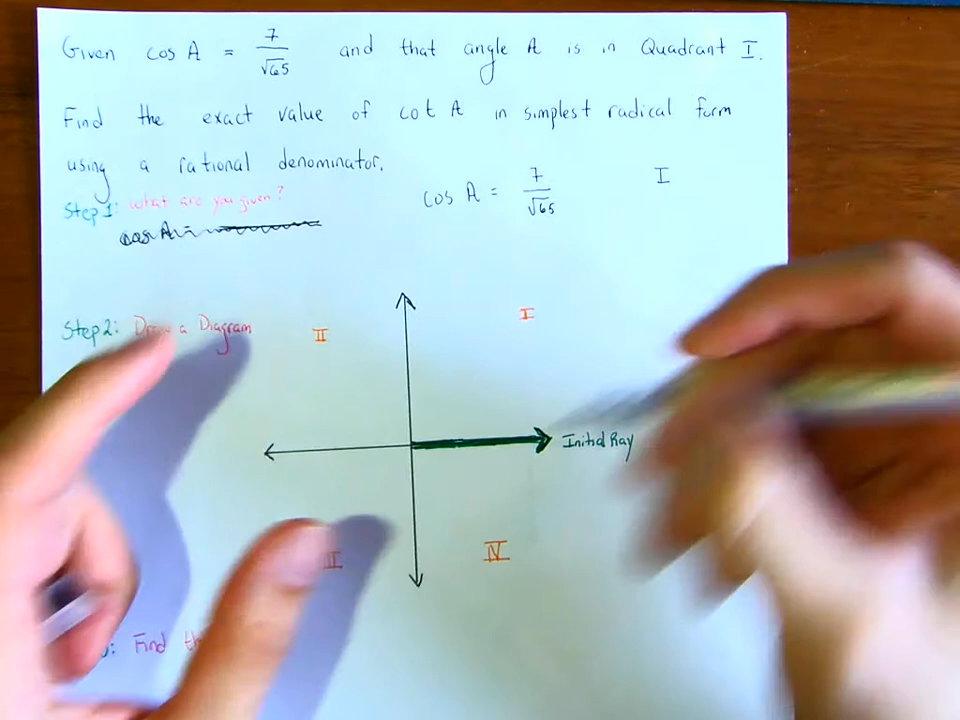 Given cos A = 7/√65 and that angle A is in Quadrant I.
Find the exact value of cot A in simplest radical form
using a rational denominator.
cos A = 7/√65 I
Step 1: What are you given?
Step 2: Draw a Diagram
II
I
Initial Ray
IV
: Find